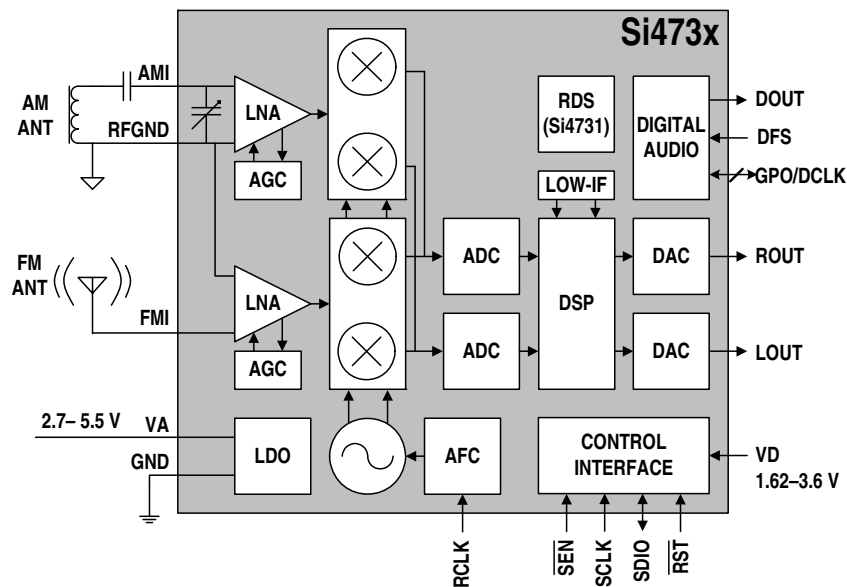 Si473x
AM
ANT
AMI
RFGND
LNA
AGC
RDS
(Si4731)
DIGITAL
AUDIO
DOUT
DFS
GPO/DCLK
LOW-IF
FM
ANT
FMI
LNA
AGC
ADC
ADC
DSP
DAC
DAC
ROUT
LOUT
2.7– 5.5 V
VA
GND
LDO
AFC
CONTROL
INTERFACE
VD
1.62–3.6 V
RCLK
SEN
SCLK
SDIO
RST